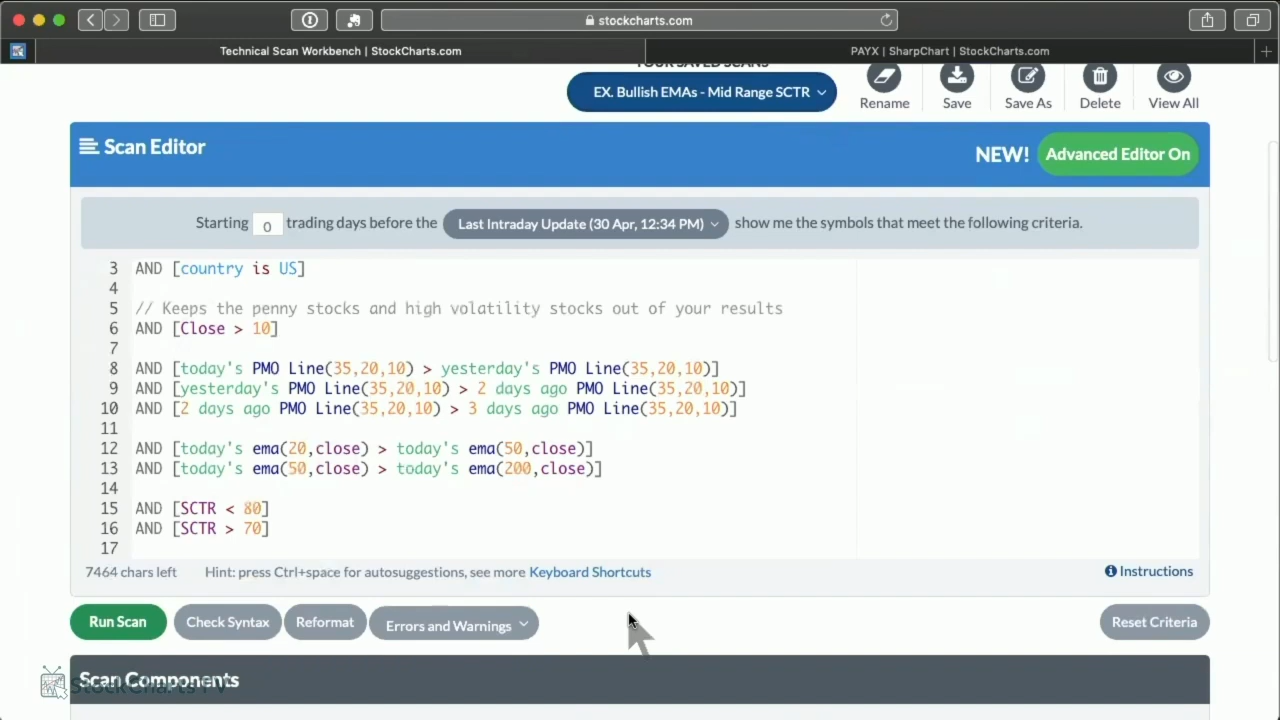 stockcharts.com
Technical Scan Workbench | StockCharts.com
PAYX | SharpChart | StockCharts.com
YOUR SAVED SCANS
EX. Bullish EMAs - Mid Range SCTR
Rename
Save
Save As
Delete
View All
Scan Editor
NEW!
Advanced Editor On
Starting 0 trading days before the Last Intraday Update (30 Apr, 12:34 PM) show me the symbols that meet the following criteria.
3 AND [country is US]
4
5 // Keeps the penny stocks and high volatility stocks out of your results
6 AND [Close > 10]
7
8 AND [today's PMO Line(35,20,10) > yesterday's PMO Line(35,20,10)]
9 AND [yesterday's PMO Line(35,20,10) > 2 days ago PMO Line(35,20,10)]
10 AND [2 days ago PMO Line(35,20,10) > 3 days ago PMO Line(35,20,10)]
11
12 AND [today's ema(20,close) > today's ema(50,close)]
13 AND [today's ema(50,close) > today's ema(200,close)]
14
15 AND [SCTR < 80]
16 AND [SCTR > 70]
17
7464 chars left
Hint: press Ctrl+space for autosuggestions, see more Keyboard Shortcuts
Instructions
Run Scan
Check Syntax
Reformat
Errors and Warnings
Reset Criteria
Scan Components
StockCharts TV